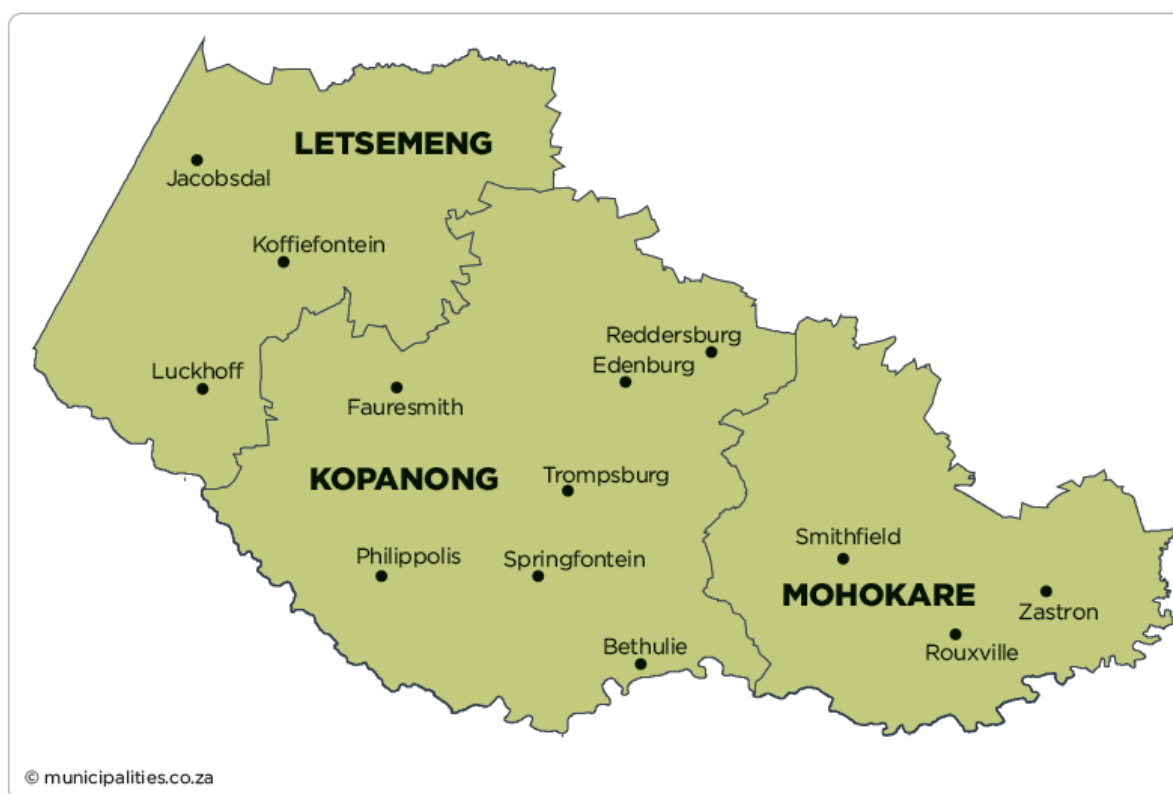 LETSEMENG
Jacobsdal
Koffiefontein
Reddersburg
Edenburg
Luckhoff
Fauresmith
KOPANONG
Trompsburg
Smithfield
Philippolis
Springfontein
MOHOKARE
Zastron
Bethulie
Rouxville
© municipalities.co.za